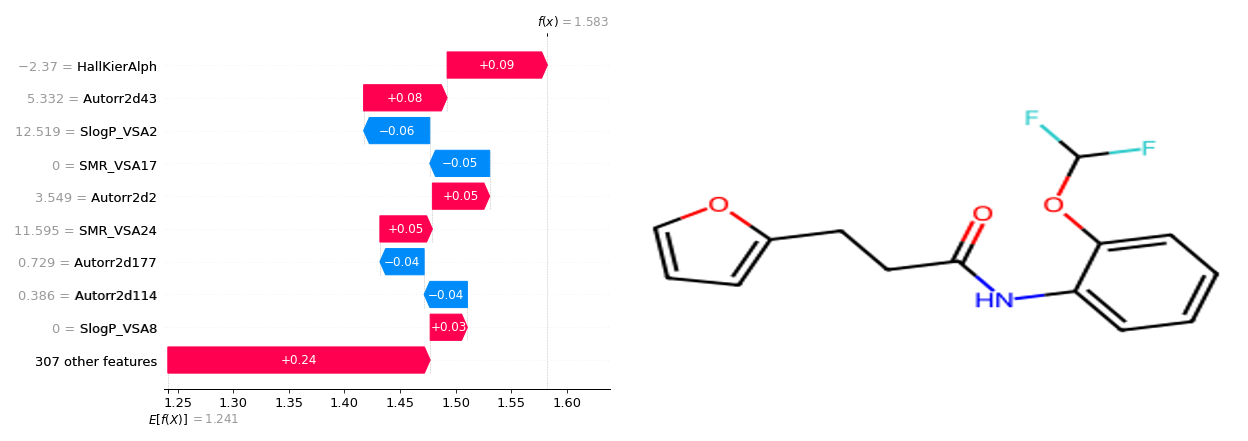 f(x) = 1.583
−2.37 = HallKierAlph +0.09
5.332 = Autorr2d43 +0.08
12.519 = SlogP_VSA2 −0.06
0 = SMR_VSA17 −0.05
3.549 = Autorr2d2 +0.05
11.595 = SMR_VSA24 +0.05
0.729 = Autorr2d177 −0.04
0.386 = Autorr2d114 −0.04
0 = SlogP_VSA8 +0.03
307 other features +0.24
1.25 1.30 1.35 1.40 1.45 1.50 1.55 1.60
E[f(X)] = 1.241
F
F
O
O
O
HN